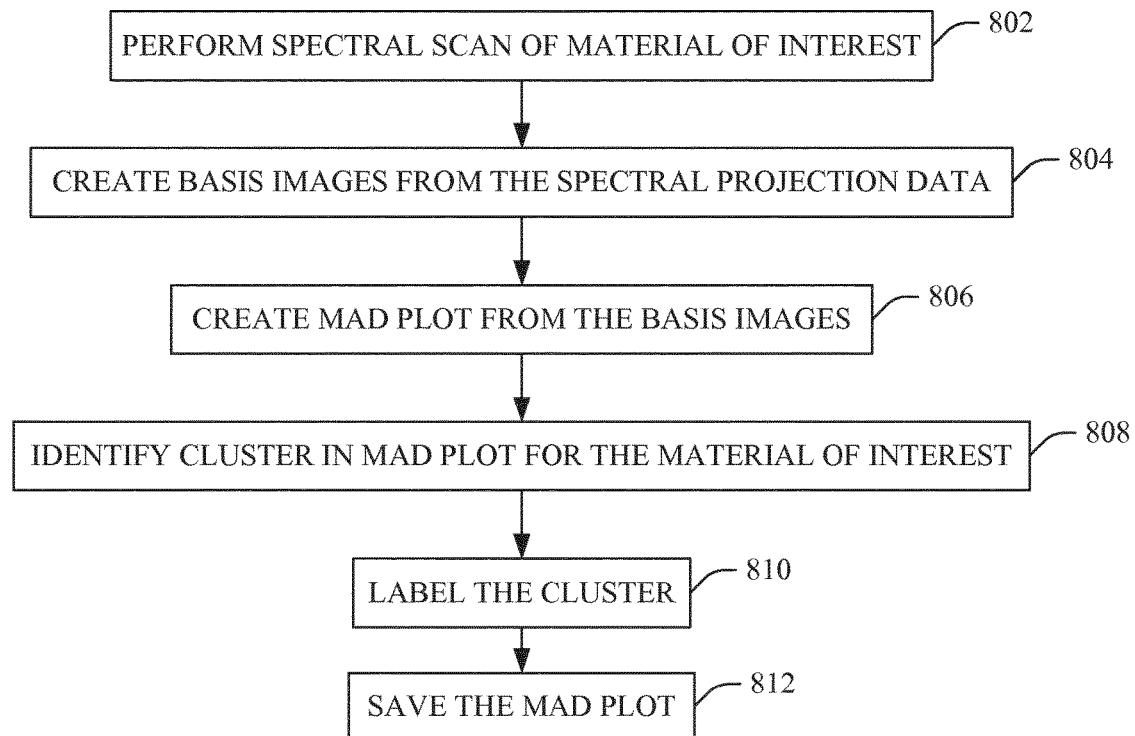 PERFORM SPECTRAL SCAN OF MATERIAL OF INTEREST 802
CREATE BASIS IMAGES FROM THE SPECTRAL PROJECTION DATA 804
CREATE MAD PLOT FROM THE BASIS IMAGES 806
IDENTIFY CLUSTER IN MAD PLOT FOR THE MATERIAL OF INTEREST 808
LABEL THE CLUSTER 810
SAVE THE MAD PLOT 812